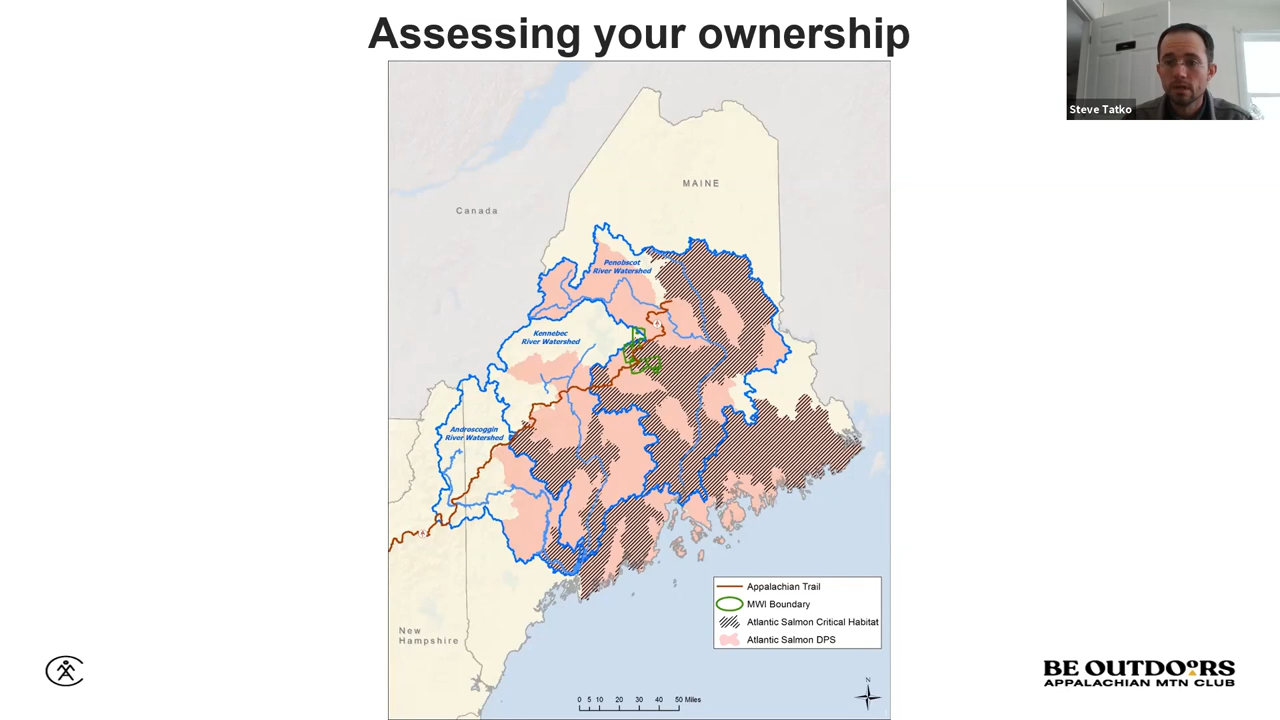 Assessing your ownership
Steve Tatko
MAINE
Canada
Penobscot
River Watershed
Kennebec
River Watershed
Androscoggin
River Watershed
New
Hampshire
Appalachian Trail
MWI Boundary
Atlantic Salmon Critical Habitat
Atlantic Salmon DPS
N
0 5 10 20 30 40 50 Miles
BE OUTDOORS
APPALACHIAN MTN CLUB